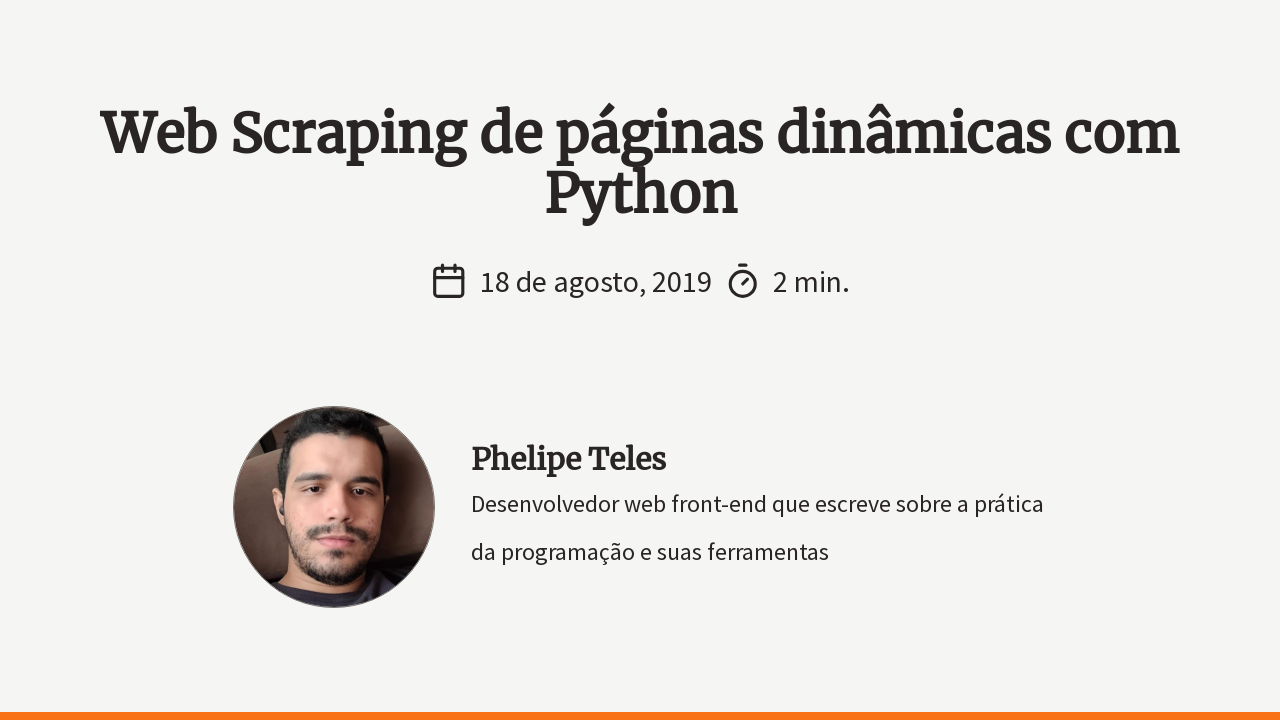 Web Scraping de páginas dinâmicas com
Python
18 de agosto, 2019 2 min.
Phelipe Teles
Desenvolvedor web front-end que escreve sobre a prática
da programação e suas ferramentas